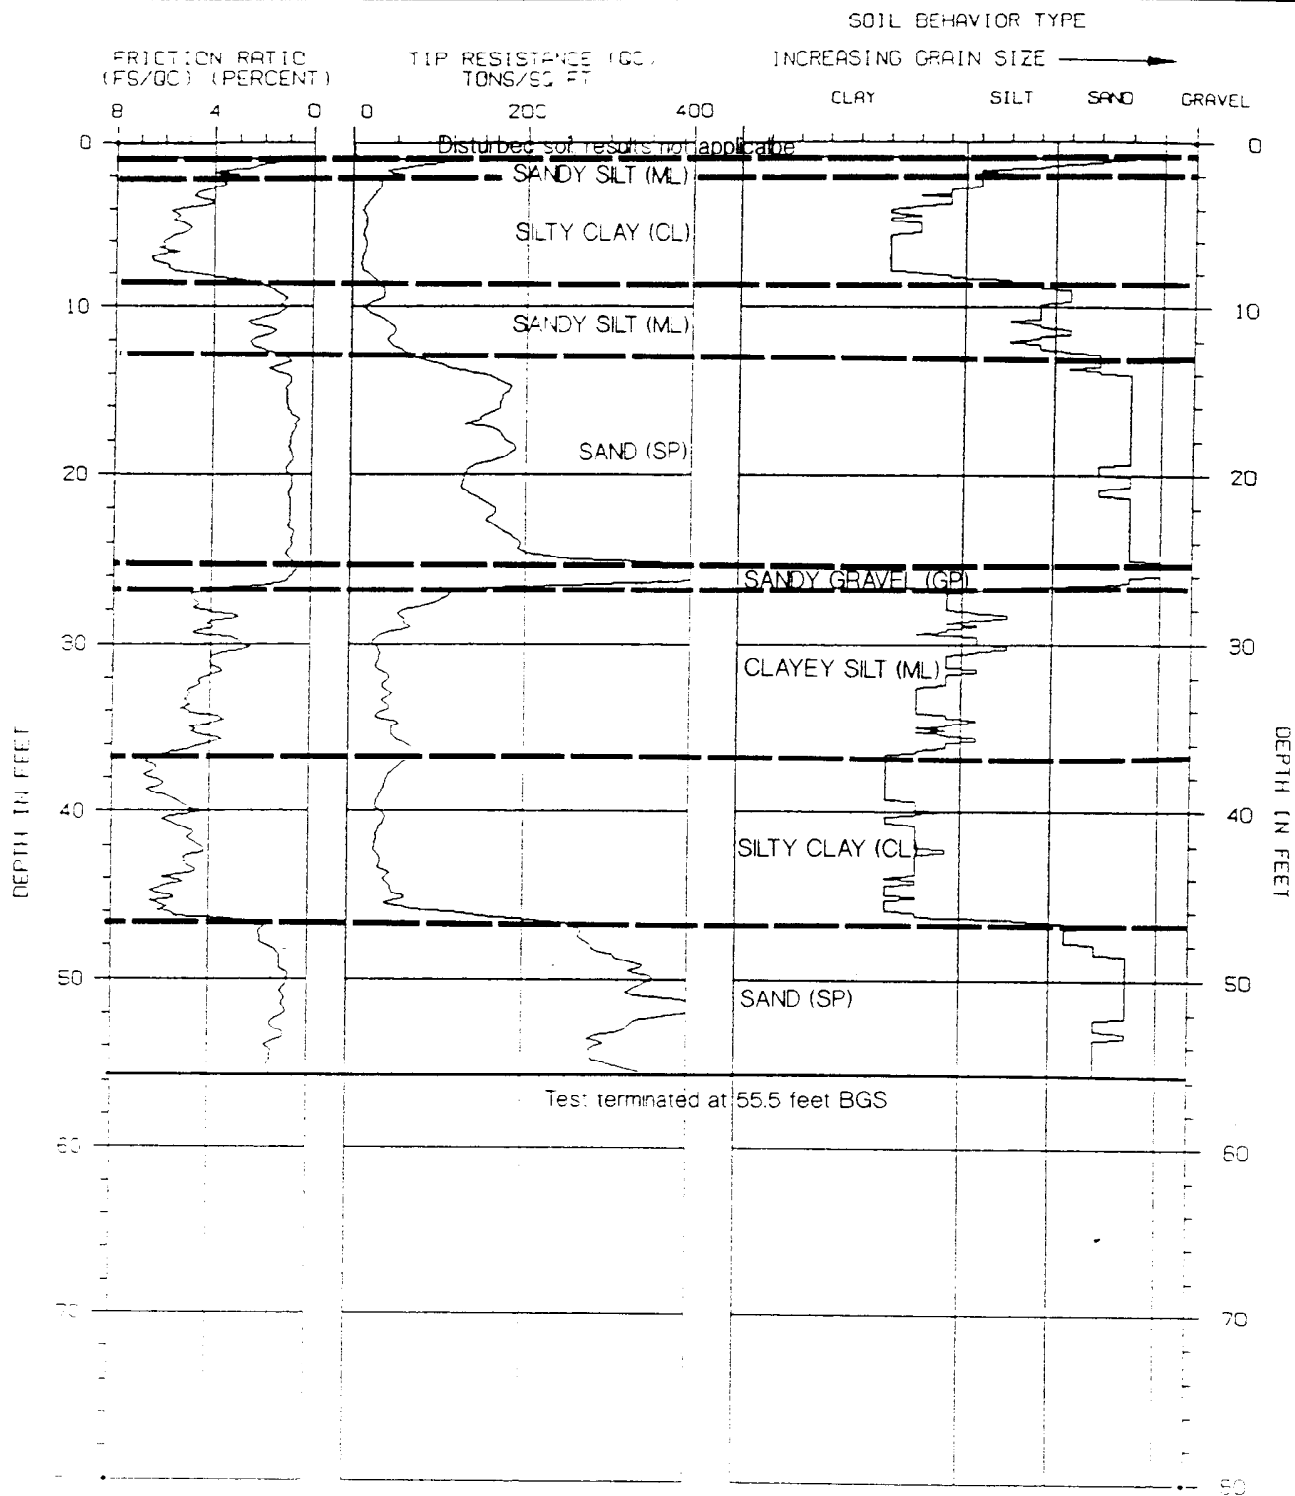 SOIL BEHAVIOR TYPE
FRICTION RATIO
(FS/QC) (PERCENT)
TIP RESISTANCE (QC)
TONS/SQ FT
INCREASING GRAIN SIZE
CLAY SILT SAND GRAVEL
8 4 0 0 200 400
0 0
Disturbed soil results not applicatbe
SANDY SILT (ML)
SILTY CLAY (CL)
10 10
SANDY SILT (ML)
SAND (SP)
20 20
SANDY GRAVEL (GP)
30 30
CLAYEY SILT (ML)
DEPTH IN FEET
DEPTH IN FEET
40 40
SILTY CLAY (CL)
50 50
SAND (SP)
Test terminated at 55.5 feet BGS
60 60
70 70
80